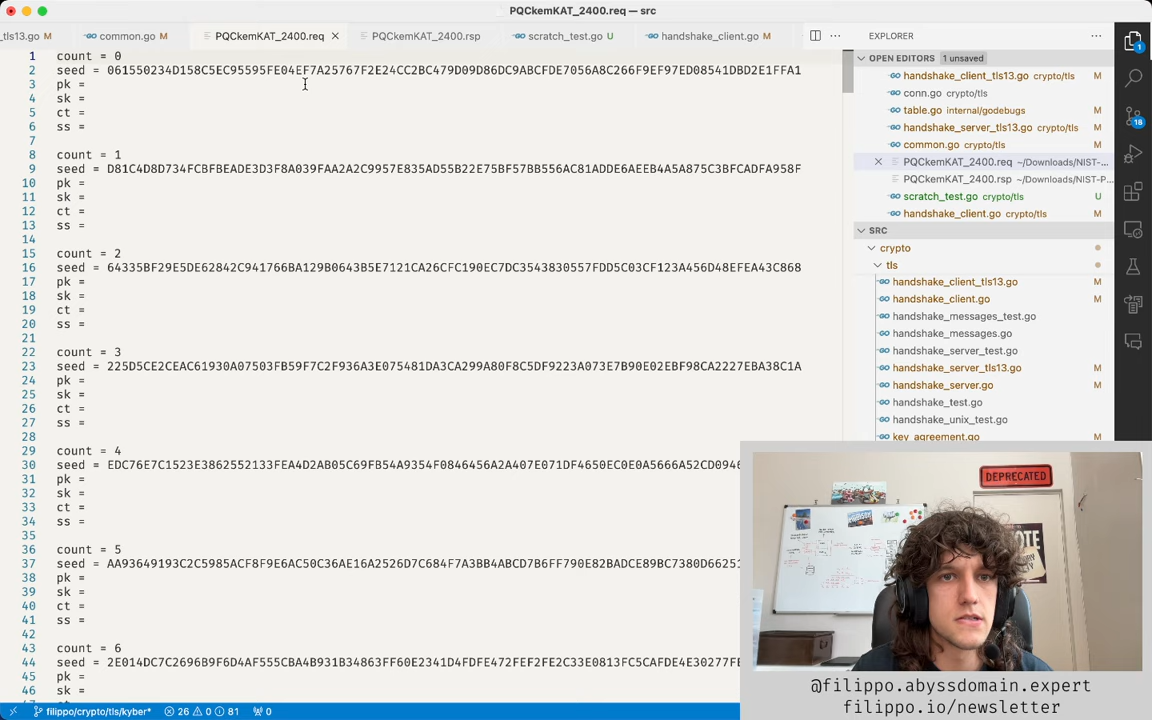 PQCkemKAT_2400.req — src
_tls13.go M
common.go M
PQCkemKAT_2400.req
PQCkemKAT_2400.rsp
scratch_test.go U
handshake_client.go M
1 count = 0
2 seed = 061550234D158C5EC95595FE04EF7A25767F2E24CC2BC479D09D86DC9ABCFDE7056A8C266F9EF97ED08541DBD2E1FFA1
3 pk =
4 sk =
5 ct =
6 ss =
7
8 count = 1
9 seed = D81C4D8D734FCBFBEADE3D3F8A039FAA2A2C9957E835AD55B22E75BF57BB556AC81ADDE6AEEB4A5A875C3BFCADFA958F
10 pk =
11 sk =
12 ct =
13 ss =
14
15 count = 2
16 seed = 64335BF29E5DE62842C941766BA129B0643B5E7121CA26CFC190EC7DC3543830557FDD5C03CF123A456D48EFEA43C868
17 pk =
18 sk =
19 ct =
20 ss =
21
22 count = 3
23 seed = 225D5CE2CEAC61930A07503FB59F7C2F936A3E075481DA3CA299A80F8C5DF9223A073E7B90E02EBF98CA2227EBA38C1A
24 pk =
25 sk =
26 ct =
27 ss =
28
29 count = 4
30 seed = EDC76E7C1523E3862552133FEA4D2AB05C69FB54A9354F0846456A2A407E071DF4650EC0E0A5666A52CD0946
31 pk =
32 sk =
33 ct =
34 ss =
35
36 count = 5
37 seed = AA93649193C2C5985ACF8F9E6AC50C36AE16A2526D7C684F7A3BB4ABCD7B6FF790E82BADCE89BC7380D66251
38 pk =
39 sk =
40 ct =
41 ss =
42
43 count = 6
44 seed = 2E014DC7C2696B9F6D4AF555CBA4B931B34863FF60E2341D4FDFE472FEF2FE2C33E0813FC5CAFDE4E30277FE
45 pk =
46 sk =
EXPLORER
OPEN EDITORS 1 unsaved
handshake_client_tls13.go crypto/tls M
conn.go crypto/tls
table.go internal/godebugs M
handshake_server_tls13.go crypto/tls M
common.go crypto/tls M
PQCkemKAT_2400.req ~/Downloads/NIST-...
PQCkemKAT_2400.rsp ~/Downloads/NIST-P...
scratch_test.go crypto/tls U
handshake_client.go crypto/tls M
SRC
crypto
tls
handshake_client_tls13.go M
handshake_client.go M
handshake_messages_test.go
handshake_messages.go
handshake_server_test.go
handshake_server_tls13.go M
handshake_server.go M
handshake_test.go
handshake_unix_test.go
key_agreement.go M
1
18
DEPRECATED
@filippo.abyssdomain.expert
filippo.io/newsletter
filippo/crypto/tls/kyber* 26 0 81 0